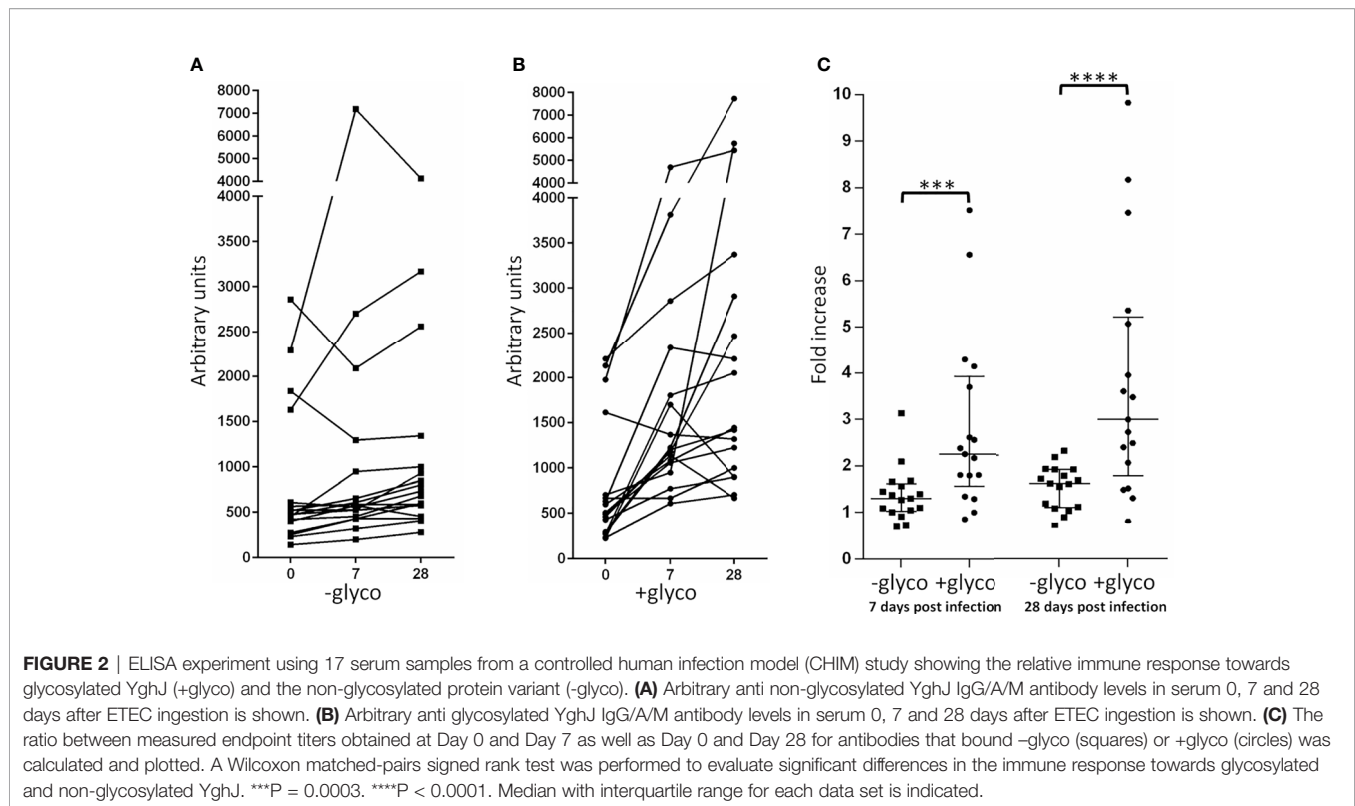 A
8000
7000
6000
5000
4000
4000
3500
3000
2500
2000
1500
1000
500
0
Arbitrary units
0 7 28
-glyco
B
8000
7000
6000
5000
4000
4000
3500
3000
2500
2000
1500
1000
500
0
Arbitrary units
0 7 28
+glyco
C
10
9
8
7
6
5
4
3
2
1
0
Fold increase
***
****
-glyco +glyco -glyco +glyco
7 days post infection 28 days post infection
FIGURE 2 | ELISA experiment using 17 serum samples from a controlled human infection model (CHIM) study showing the relative immune response towards
glycosylated YghJ (+glyco) and the non-glycosylated protein variant (-glyco). (A) Arbitrary anti non-glycosylated YghJ IgG/A/M antibody levels in serum 0, 7 and 28
days after ETEC ingestion is shown. (B) Arbitrary anti glycosylated YghJ IgG/A/M antibody levels in serum 0, 7 and 28 days after ETEC ingestion is shown. (C) The
ratio between measured endpoint titers obtained at Day 0 and Day 7 as well as Day 0 and Day 28 for antibodies that bound –glyco (squares) or +glyco (circles) was
calculated and plotted. A Wilcoxon matched-pairs signed rank test was performed to evaluate significant differences in the immune response towards glycosylated
and non-glycosylated YghJ. ***P = 0.0003. ****P < 0.0001. Median with interquartile range for each data set is indicated.